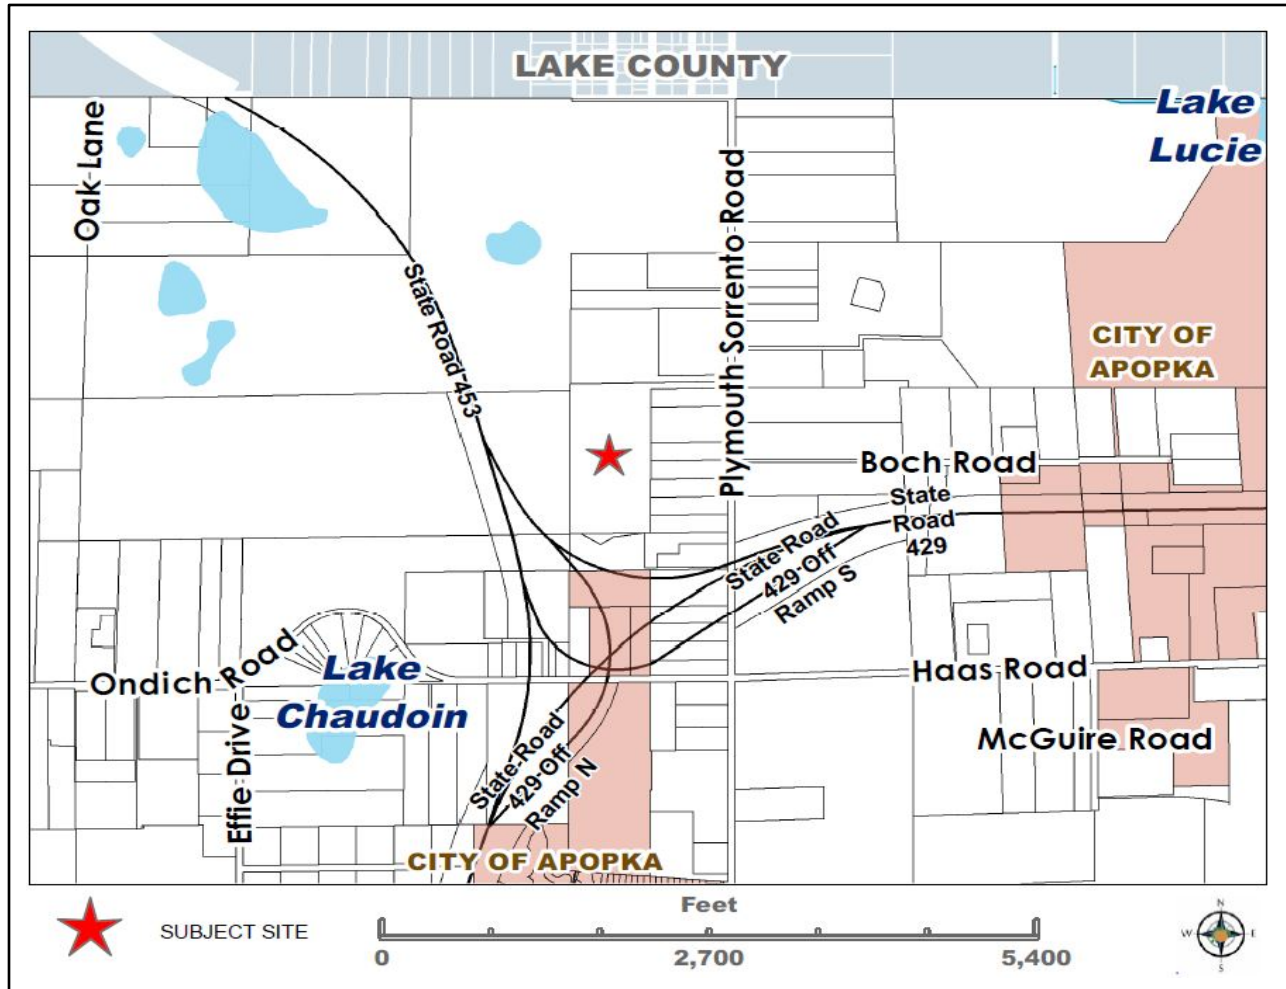 LAKE COUNTY
Lake
Lucie
Oak Lane
Plymouth Sorrento Road
State Road 453
CITY OF
APOPKA
Boch Road
State
Road
429
State Road
429 Off
Ramp S
Ondich Road
Lake
Chaudoin
Haas Road
McGuire Road
Effie Drive
State Road
429 Off
Ramp N
CITY OF APOPKA
SUBJECT SITE
Feet
0 2,700 5,400
N
W E
S